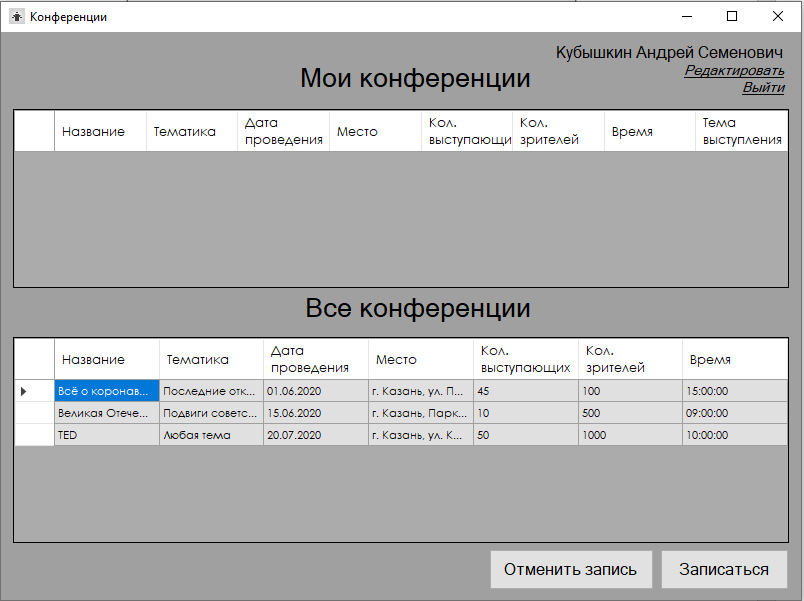 Конференции
Кубышкин Андрей Семенович
Редактировать
Выйти
Мои конференции
Название Тематика Дата проведения Место Кол. выступающи Кол. зрителей Время Тема выступления
Все конференции
Название Тематика Дата проведения Место Кол. выступающих Кол. зрителей Время
Всё о коронав... Последние отк... 01.06.2020 г. Казань, ул. П... 45 100 15:00:00
Великая Отече... Подвиги советс... 15.06.2020 г. Казань, Парк... 10 500 09:00:00
TED Любая тема 20.07.2020 г. Казань, ул. К... 50 1000 10:00:00
Отменить запись Записаться